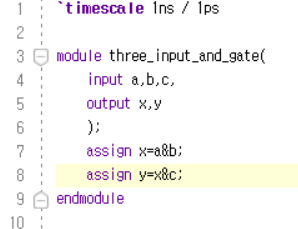 1 `timescale 1ns / 1ps
2
3 module three_input_and_gate(
4 input a,b,c,
5 output x,y
6 );
7 assign x=a&b;
8 assign y=x&c;
9 endmodule
10